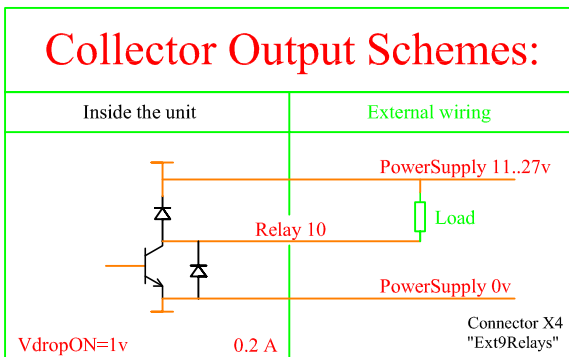 Collector Output Schemes:
Inside the unit
External wiring
PowerSupply 11..27v
Load
Relay 10
PowerSupply 0v
Connector X4
"Ext9Relays"
VdropON=1v
0.2 A